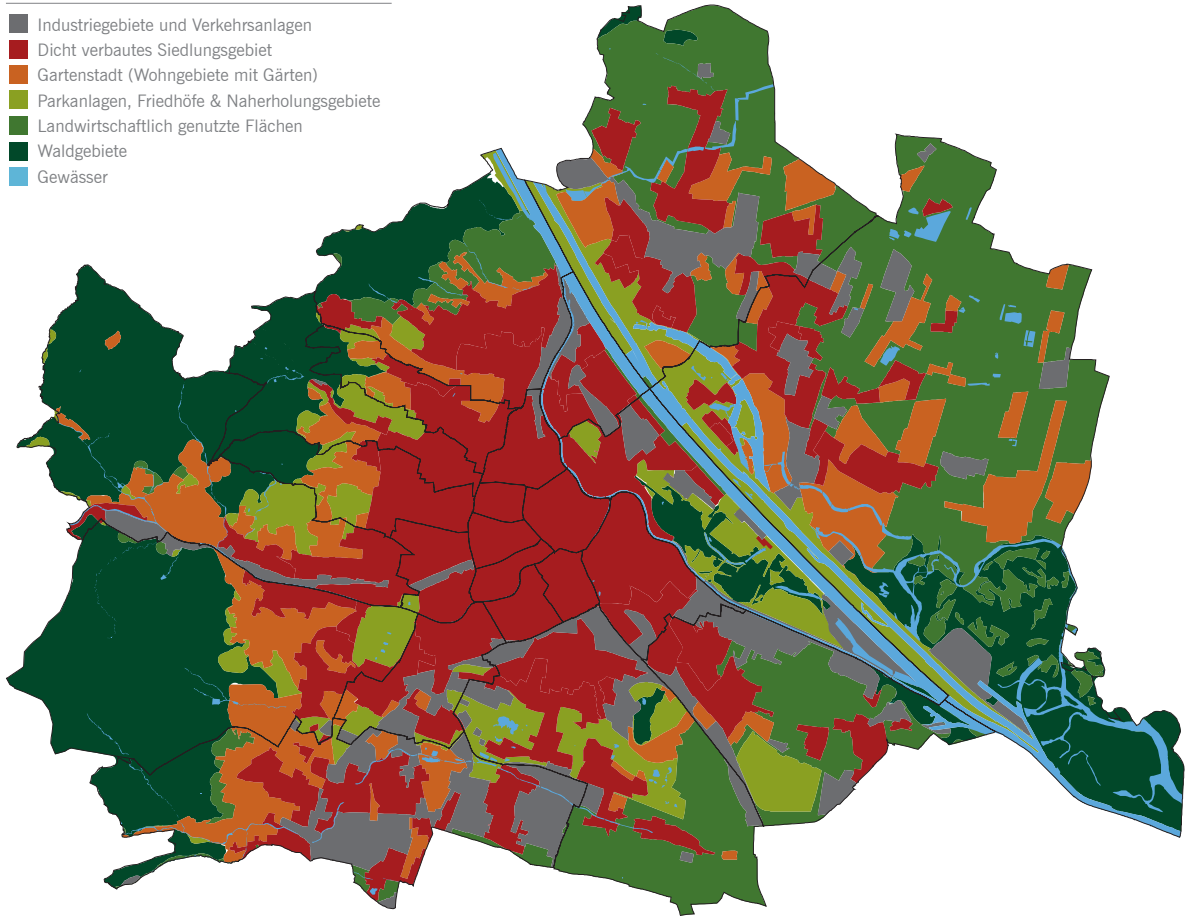 Industriegebiete und Verkehrsanlagen
Dicht verbautes Siedlungsgebiet
Gartenstadt (Wohngebiete mit Gärten)
Parkanlagen, Friedhöfe & Naherholungsgebiete
Landwirtschaftlich genutzte Flächen
Waldgebiete
Gewässer